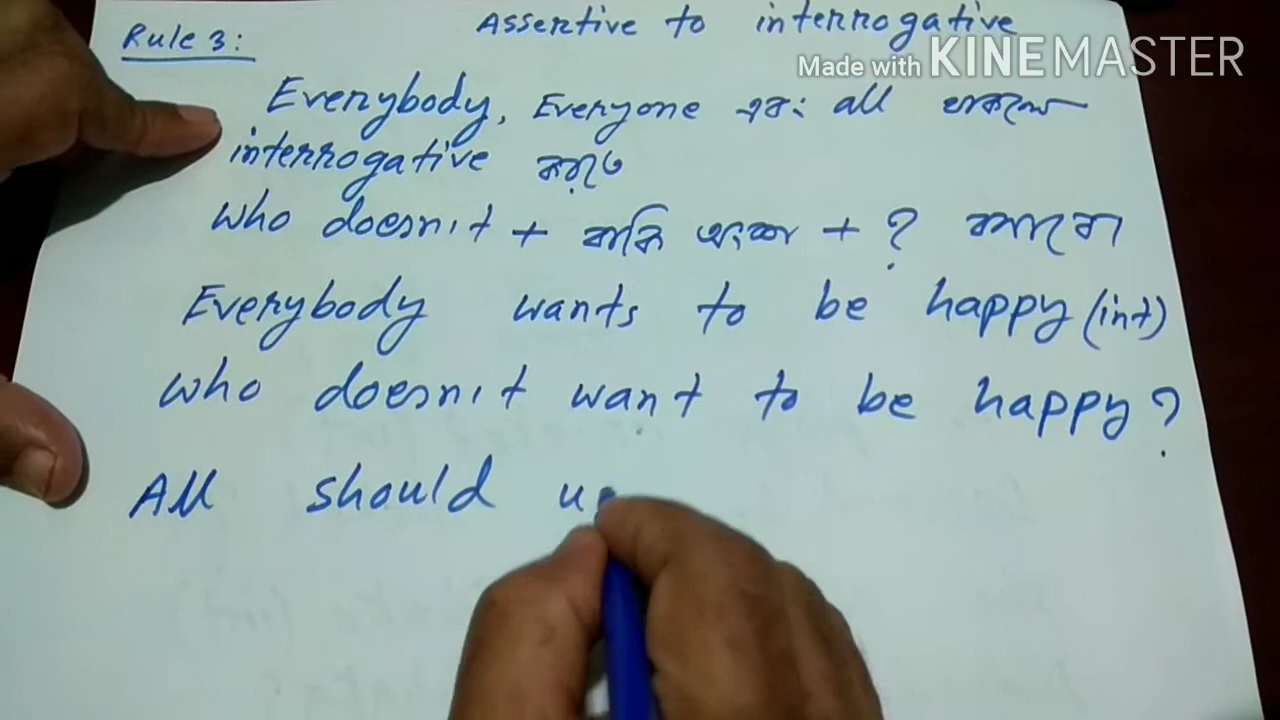 Assertive to interrogative
Rule 3:
Made with KINEMASTER
Everybody, Everyone এবং all থাকলে
interrogative করতে
who doesn't + বাকি অংশ + ? বসাবো
Everybody wants to be happy (int)
who doesn't want to be happy ?
All should